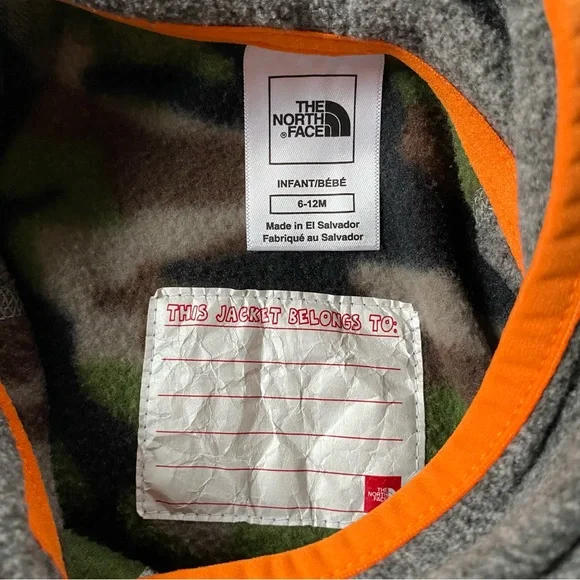 THE
NORTH
FACE
®
INFANT/BÉBÉ
6-12M
Made in El Salvador
Fabriqué au Salvador
THIS JACKET BELONGS TO:
THE
NORTH
FACE